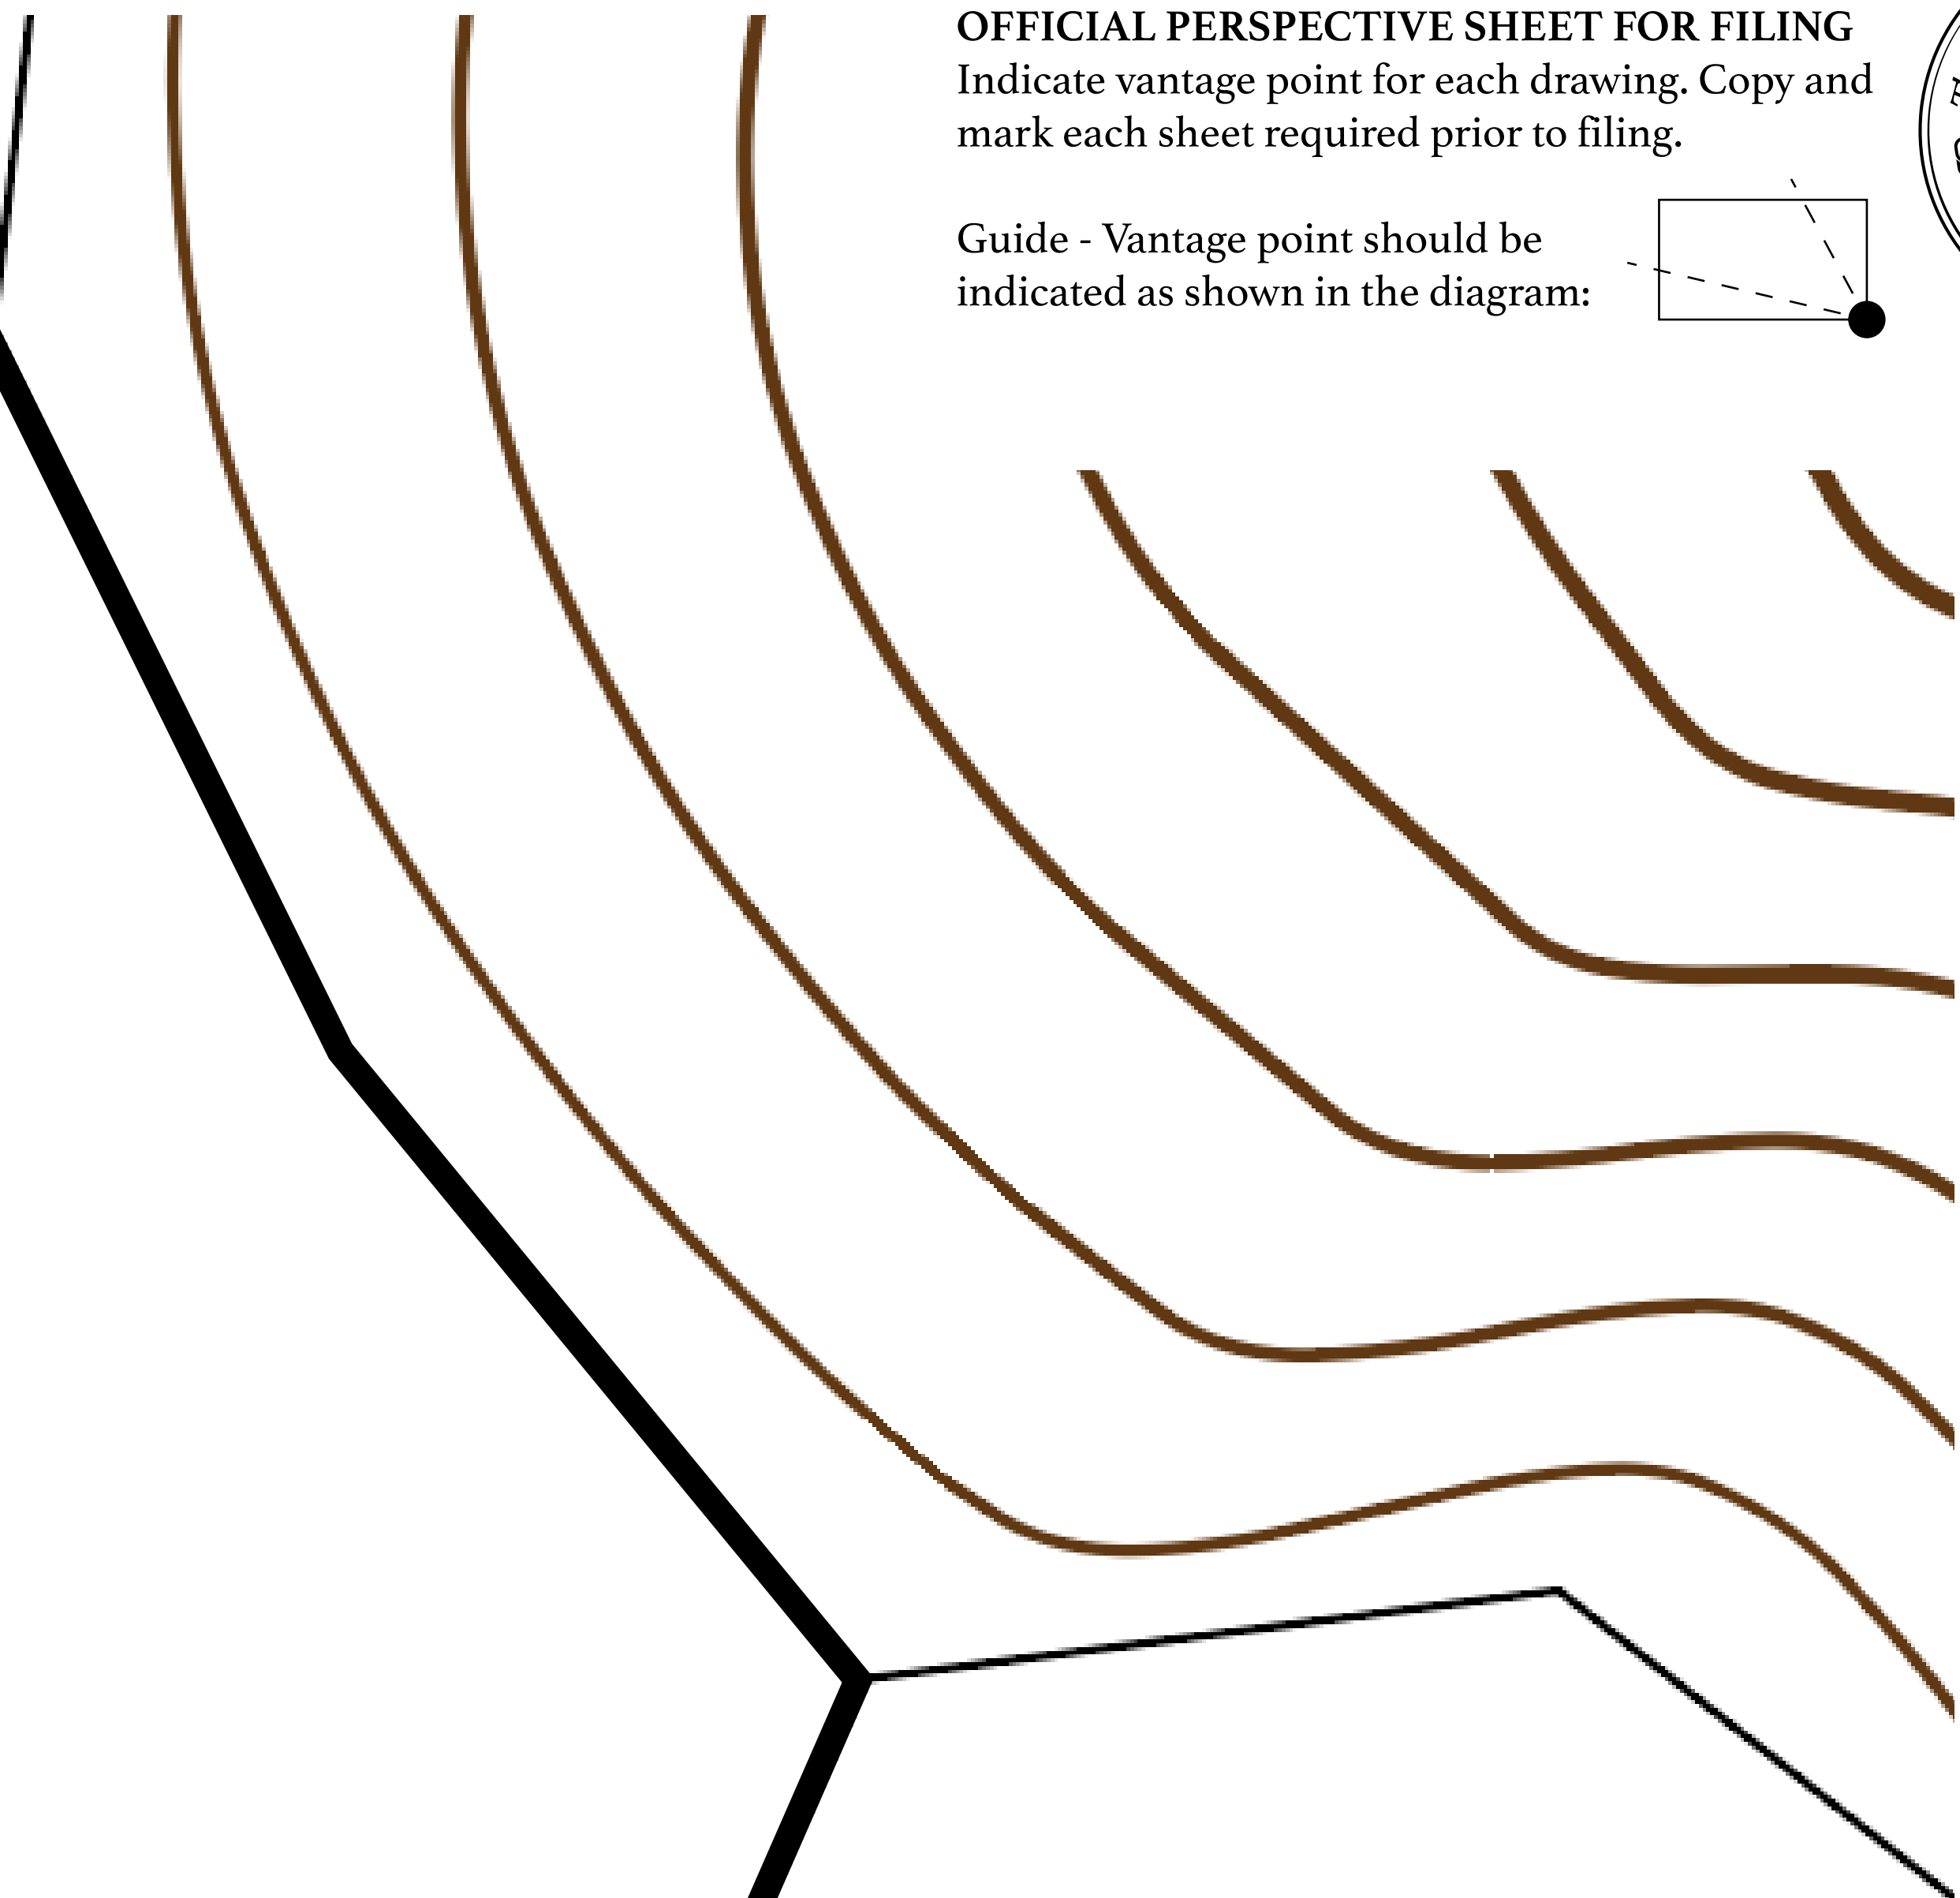 OFFICIAL PERSPECTIVE SHEET FOR FILING
Indicate vantage point for each drawing. Copy and
mark each sheet required prior to filing.
Guide - Vantage point should be
indicated as shown in the diagram: